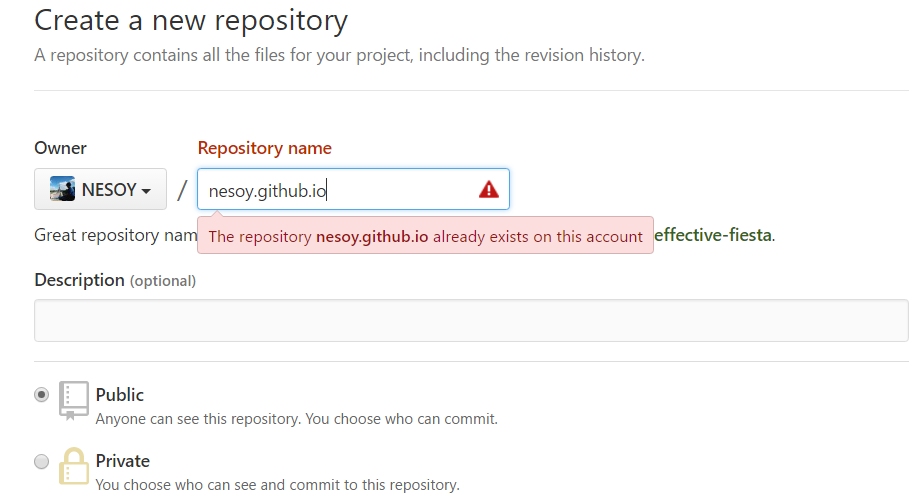 Create a new repository
A repository contains all the files for your project, including the revision history.
Owner
Repository name
NESOY / nesoy.github.io
Great repository nam
The repository nesoy.github.io already exists on this account
effective-fiesta.
Description (optional)
Public
Anyone can see this repository. You choose who can commit.
Private
You choose who can see and commit to this repository.